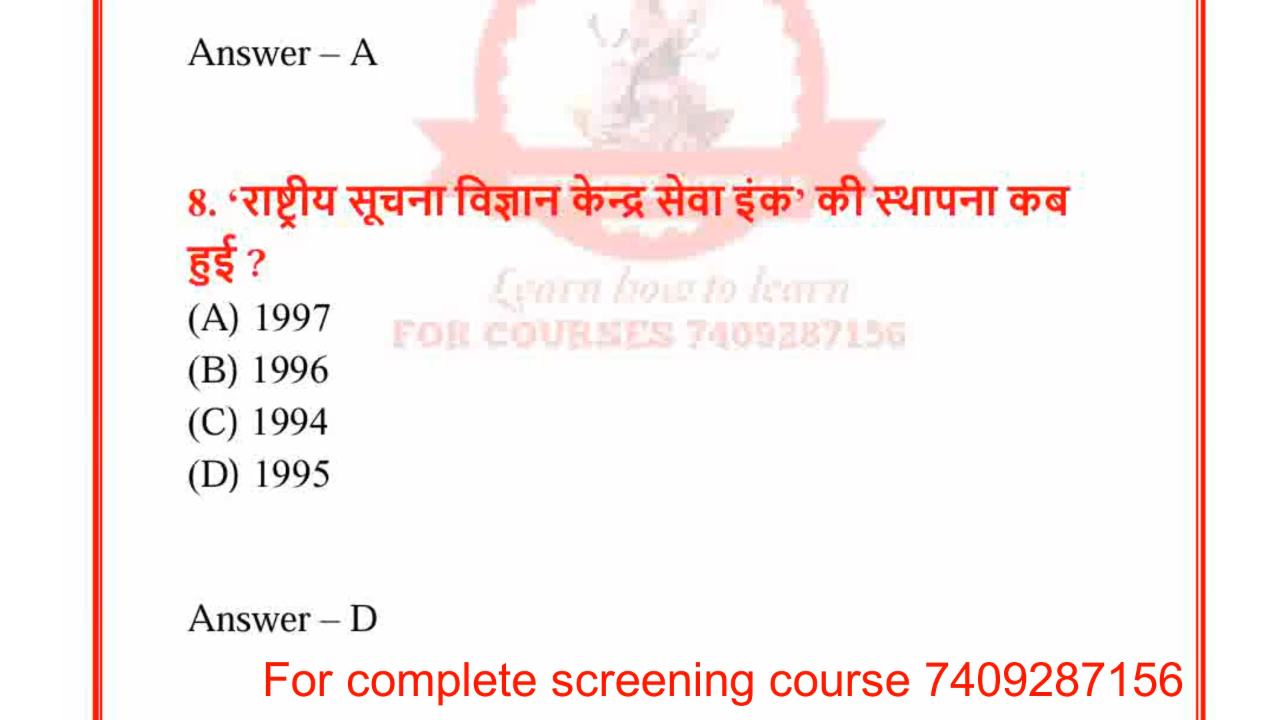 Answer – A
8. ‘राष्ट्रीय सूचना विज्ञान केन्द्र सेवा इंक’ की स्थापना कब
हुई ?
Learn how to learn
FOR COURSES 7409287156
(A) 1997
(B) 1996
(C) 1994
(D) 1995
Answer – D
For complete screening course 7409287156